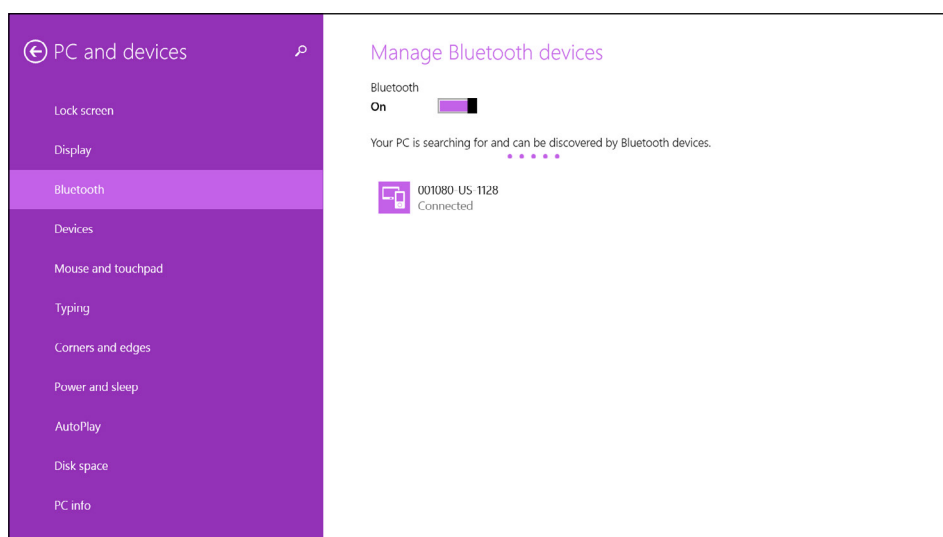 PC and devices
Lock screen
Display
Bluetooth
Devices
Mouse and touchpad
Typing
Corners and edges
Power and sleep
AutoPlay
Disk space
PC info
Manage Bluetooth devices
Bluetooth
On
Your PC is searching for and can be discovered by Bluetooth devices.
001080-US-1128
Connected